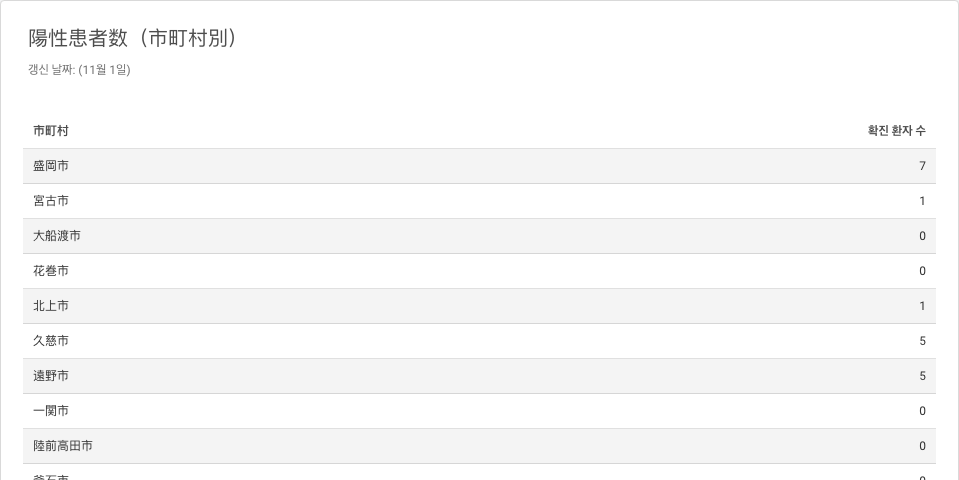 陽性患者数（市町村別）
갱신 날짜: (11월 1일)
市町村 확진 환자 수
盛岡市 7
宮古市 1
大船渡市 0
花巻市 0
北上市 1
久慈市 5
遠野市 5
一関市 0
陸前高田市 0